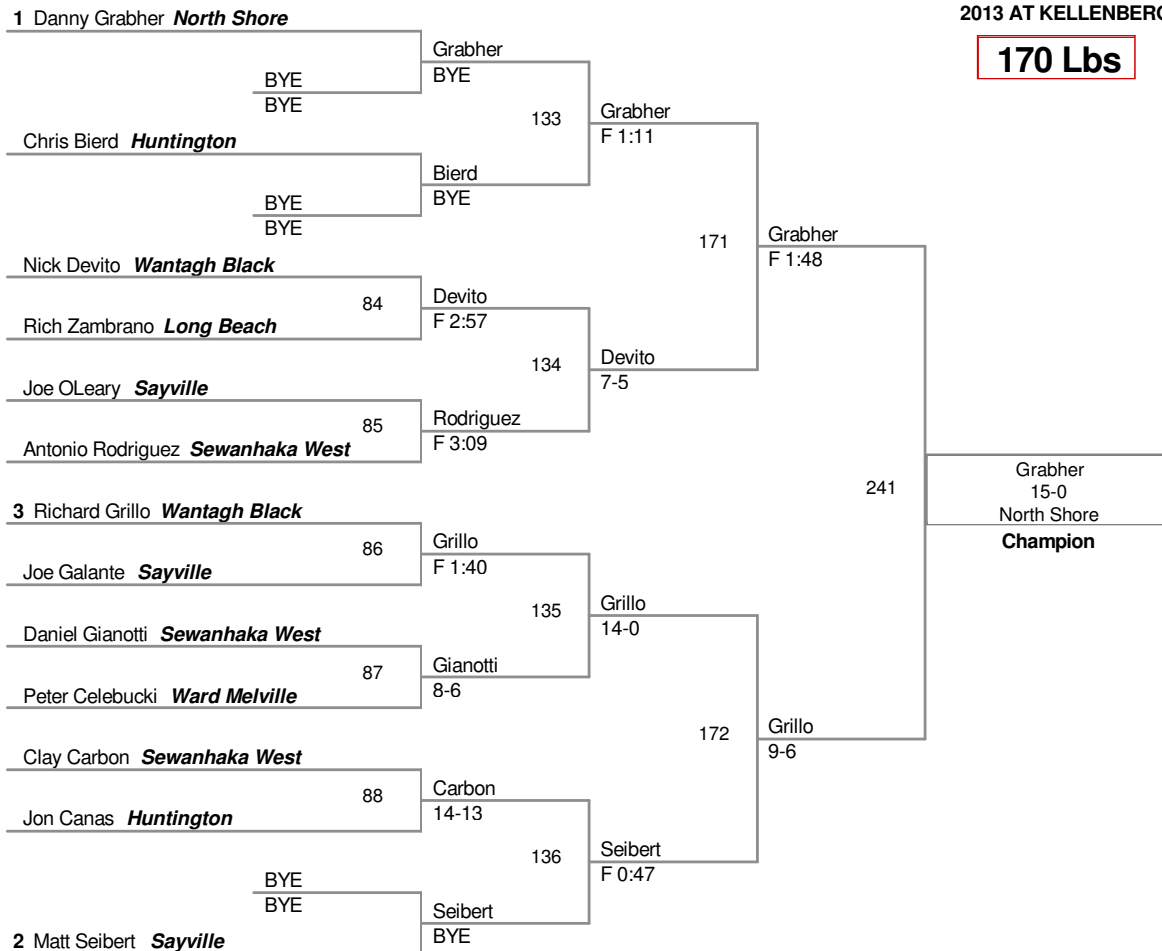 2013 AT KELLENBERG
170 Lbs
1 Danny Grabher North Shore
Grabher
BYE
BYE
BYE
133
Grabher
F 1:11
Chris Bierd Huntington
Bierd
BYE
BYE
BYE
171
Grabher
F 1:48
Nick Devito Wantagh Black
84
Devito
F 2:57
Rich Zambrano Long Beach
134
Devito
7-5
Joe OLeary Sayville
85
Rodriguez
F 3:09
Antonio Rodriguez Sewanhaka West
241
Grabher
15-0
North Shore
Champion
3 Richard Grillo Wantagh Black
86
Grillo
F 1:40
Joe Galante Sayville
135
Grillo
14-0
Daniel Gianotti Sewanhaka West
87
Gianotti
8-6
Peter Celebucki Ward Melville
172
Grillo
9-6
Clay Carbon Sewanhaka West
88
Carbon
14-13
Jon Canas Huntington
136
Seibert
F 0:47
BYE
BYE
Seibert
BYE
2 Matt Seibert Sayville